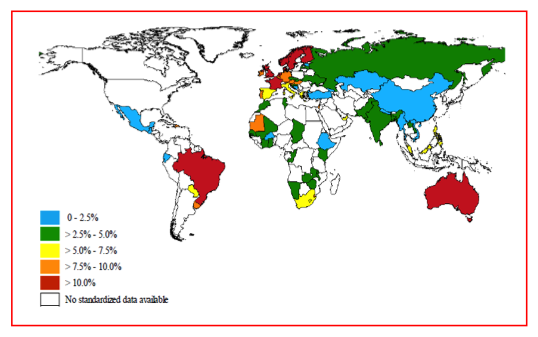 0 - 2.5%
> 2.5% - 5.0%
> 5.0% - 7.5%
> 7.5% - 10.0%
> 10.0%
No standardized data available